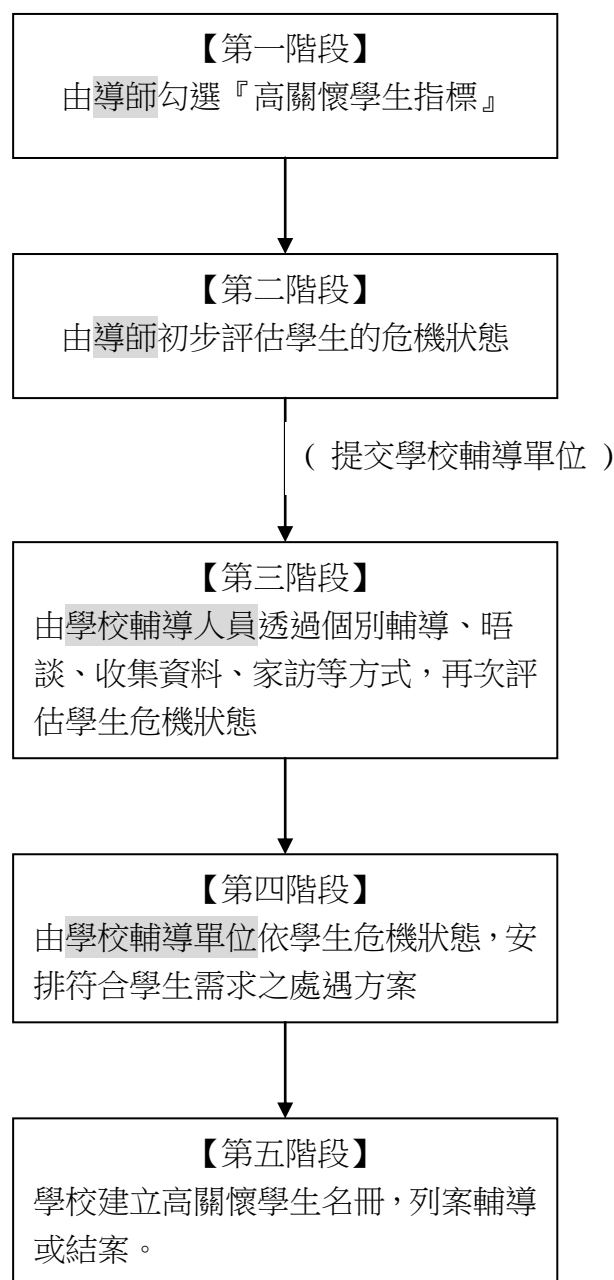 【第一階段】
由導師勾選『高關懷學生指標』
【第二階段】
由導師初步評估學生的危機狀態
( 提交學校輔導單位 )
【第三階段】
由學校輔導人員透過個別輔導、晤
談、收集資料、家訪等方式，再次評
估學生危機狀態
【第四階段】
由學校輔導單位依學生危機狀態，安
排符合學生需求之處遇方案
【第五階段】
學校建立高關懷學生名冊，列案輔導
或結案。